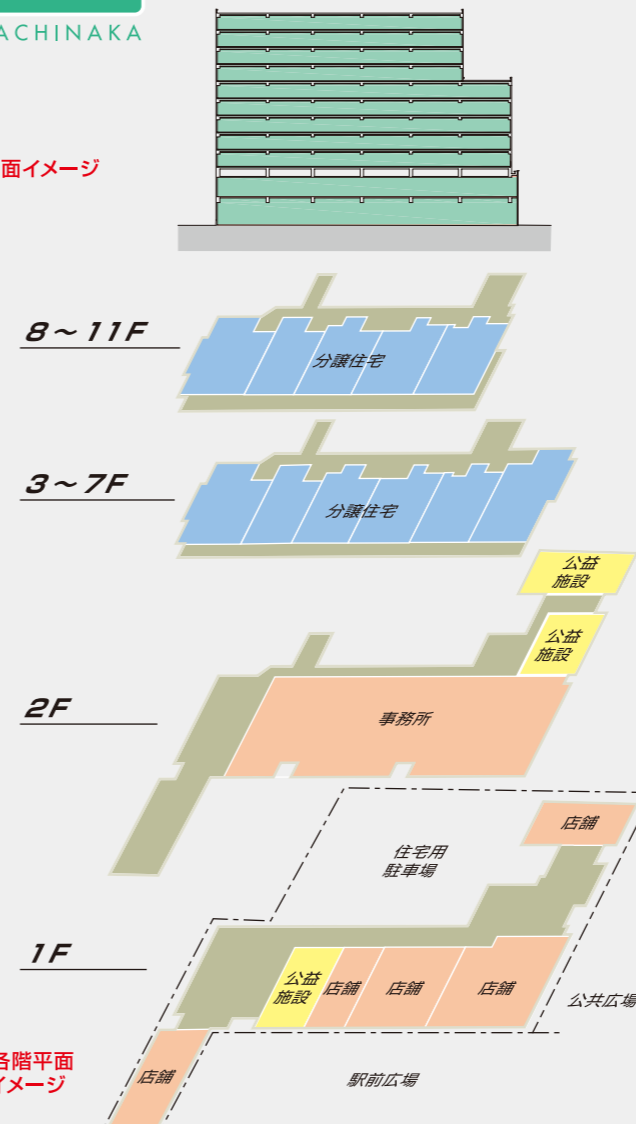 ACHINAKA
面イメージ
8～11F
分譲住宅
3～7F
分譲住宅
公益
施設
公益
施設
2F
事務所
店舗
住宅用
駐車場
1F
公益
施設
店舗
店舗
店舗
公共広場
各階平面
イメージ
店舗
駅前広場